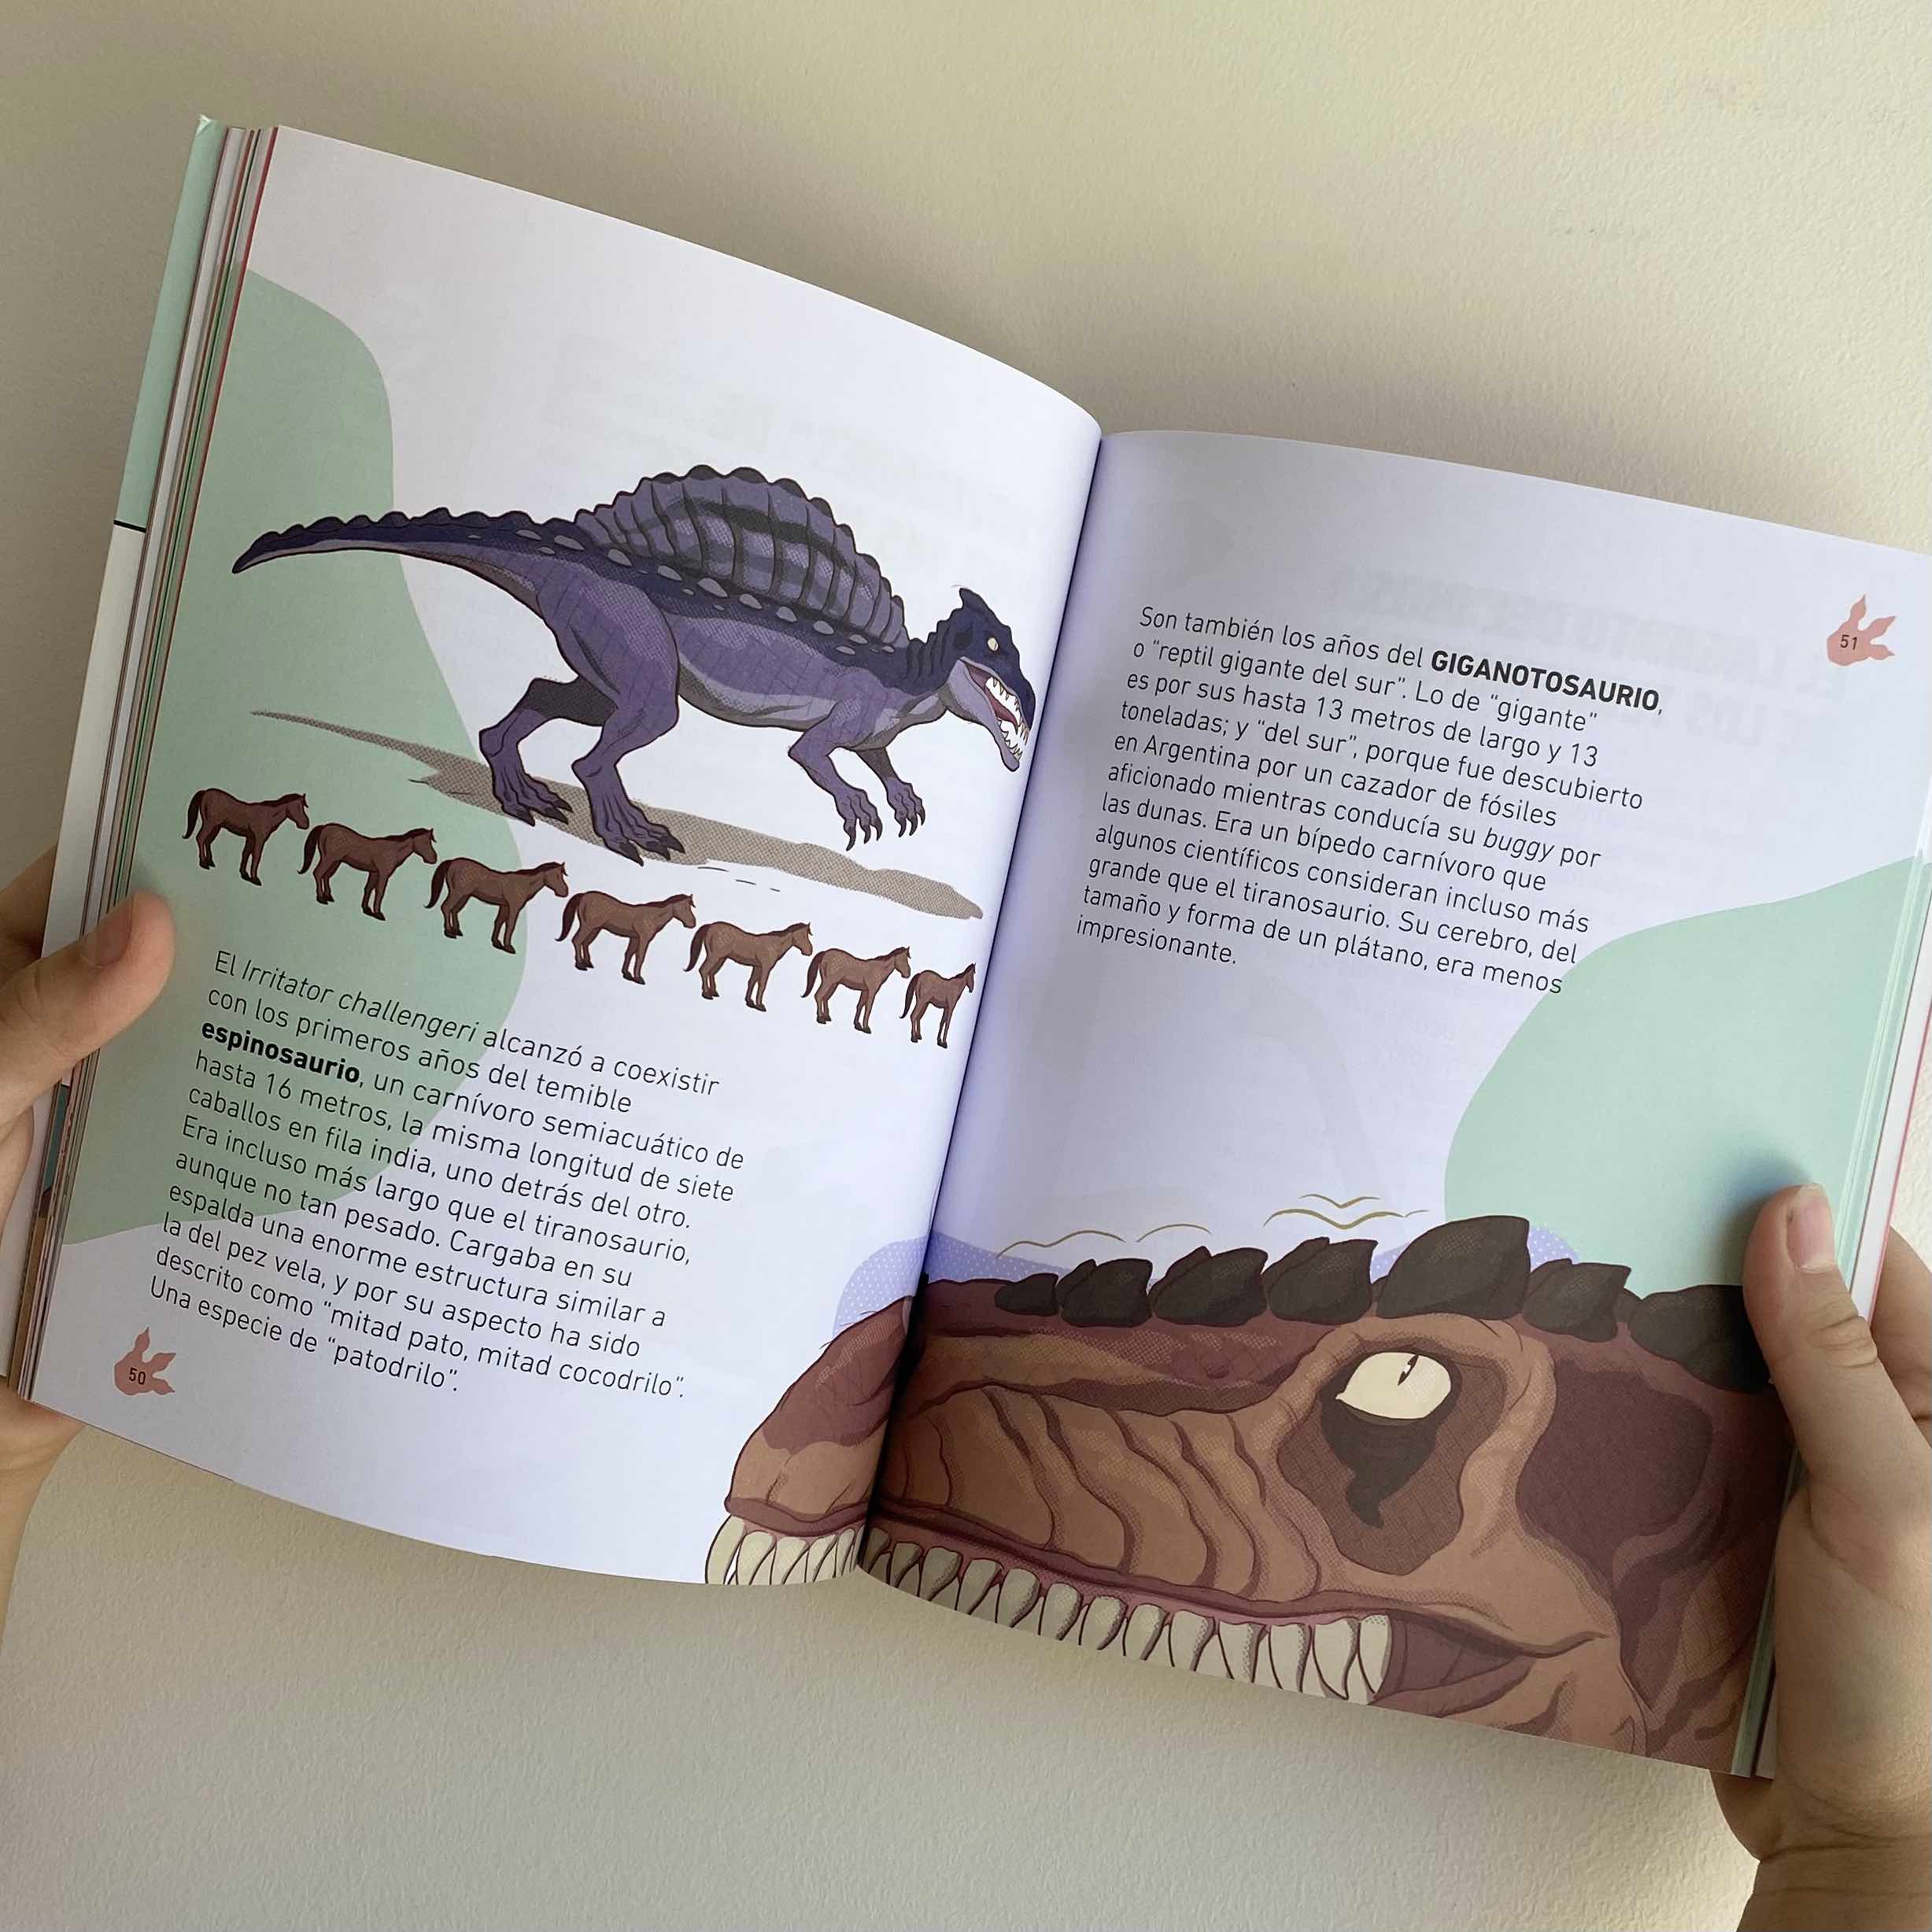 El Irritator challengeri alcanzó a coexistir
con los primeros años del temible
espinosaurio, un carnívoro semiacuático de
hasta 16 metros, la misma longitud de siete
caballos en fila india, uno detrás del otro.
Era incluso más largo que el tiranosaurio,
aunque no tan pesado. Cargaba en su
espalda una enorme estructura similar a
la del pez vela, y por su aspecto ha sido
descrito como “mitad pato, mitad cocodrilo”.
Una especie de “patodrilo”.
50
Son también los años del GIGANOTOSAURIO,
o “reptil gigante del sur”. Lo de “gigante”
es por sus hasta 13 metros de largo y 13
toneladas; y “del sur”, porque fue descubierto
en Argentina por un cazador de fósiles
aficionado mientras conducía su buggy por
las dunas. Era un bípedo carnívoro que
algunos científicos consideran incluso más
grande que el tiranosaurio. Su cerebro, del
tamaño y forma de un plátano, era menos
impresionante.
51